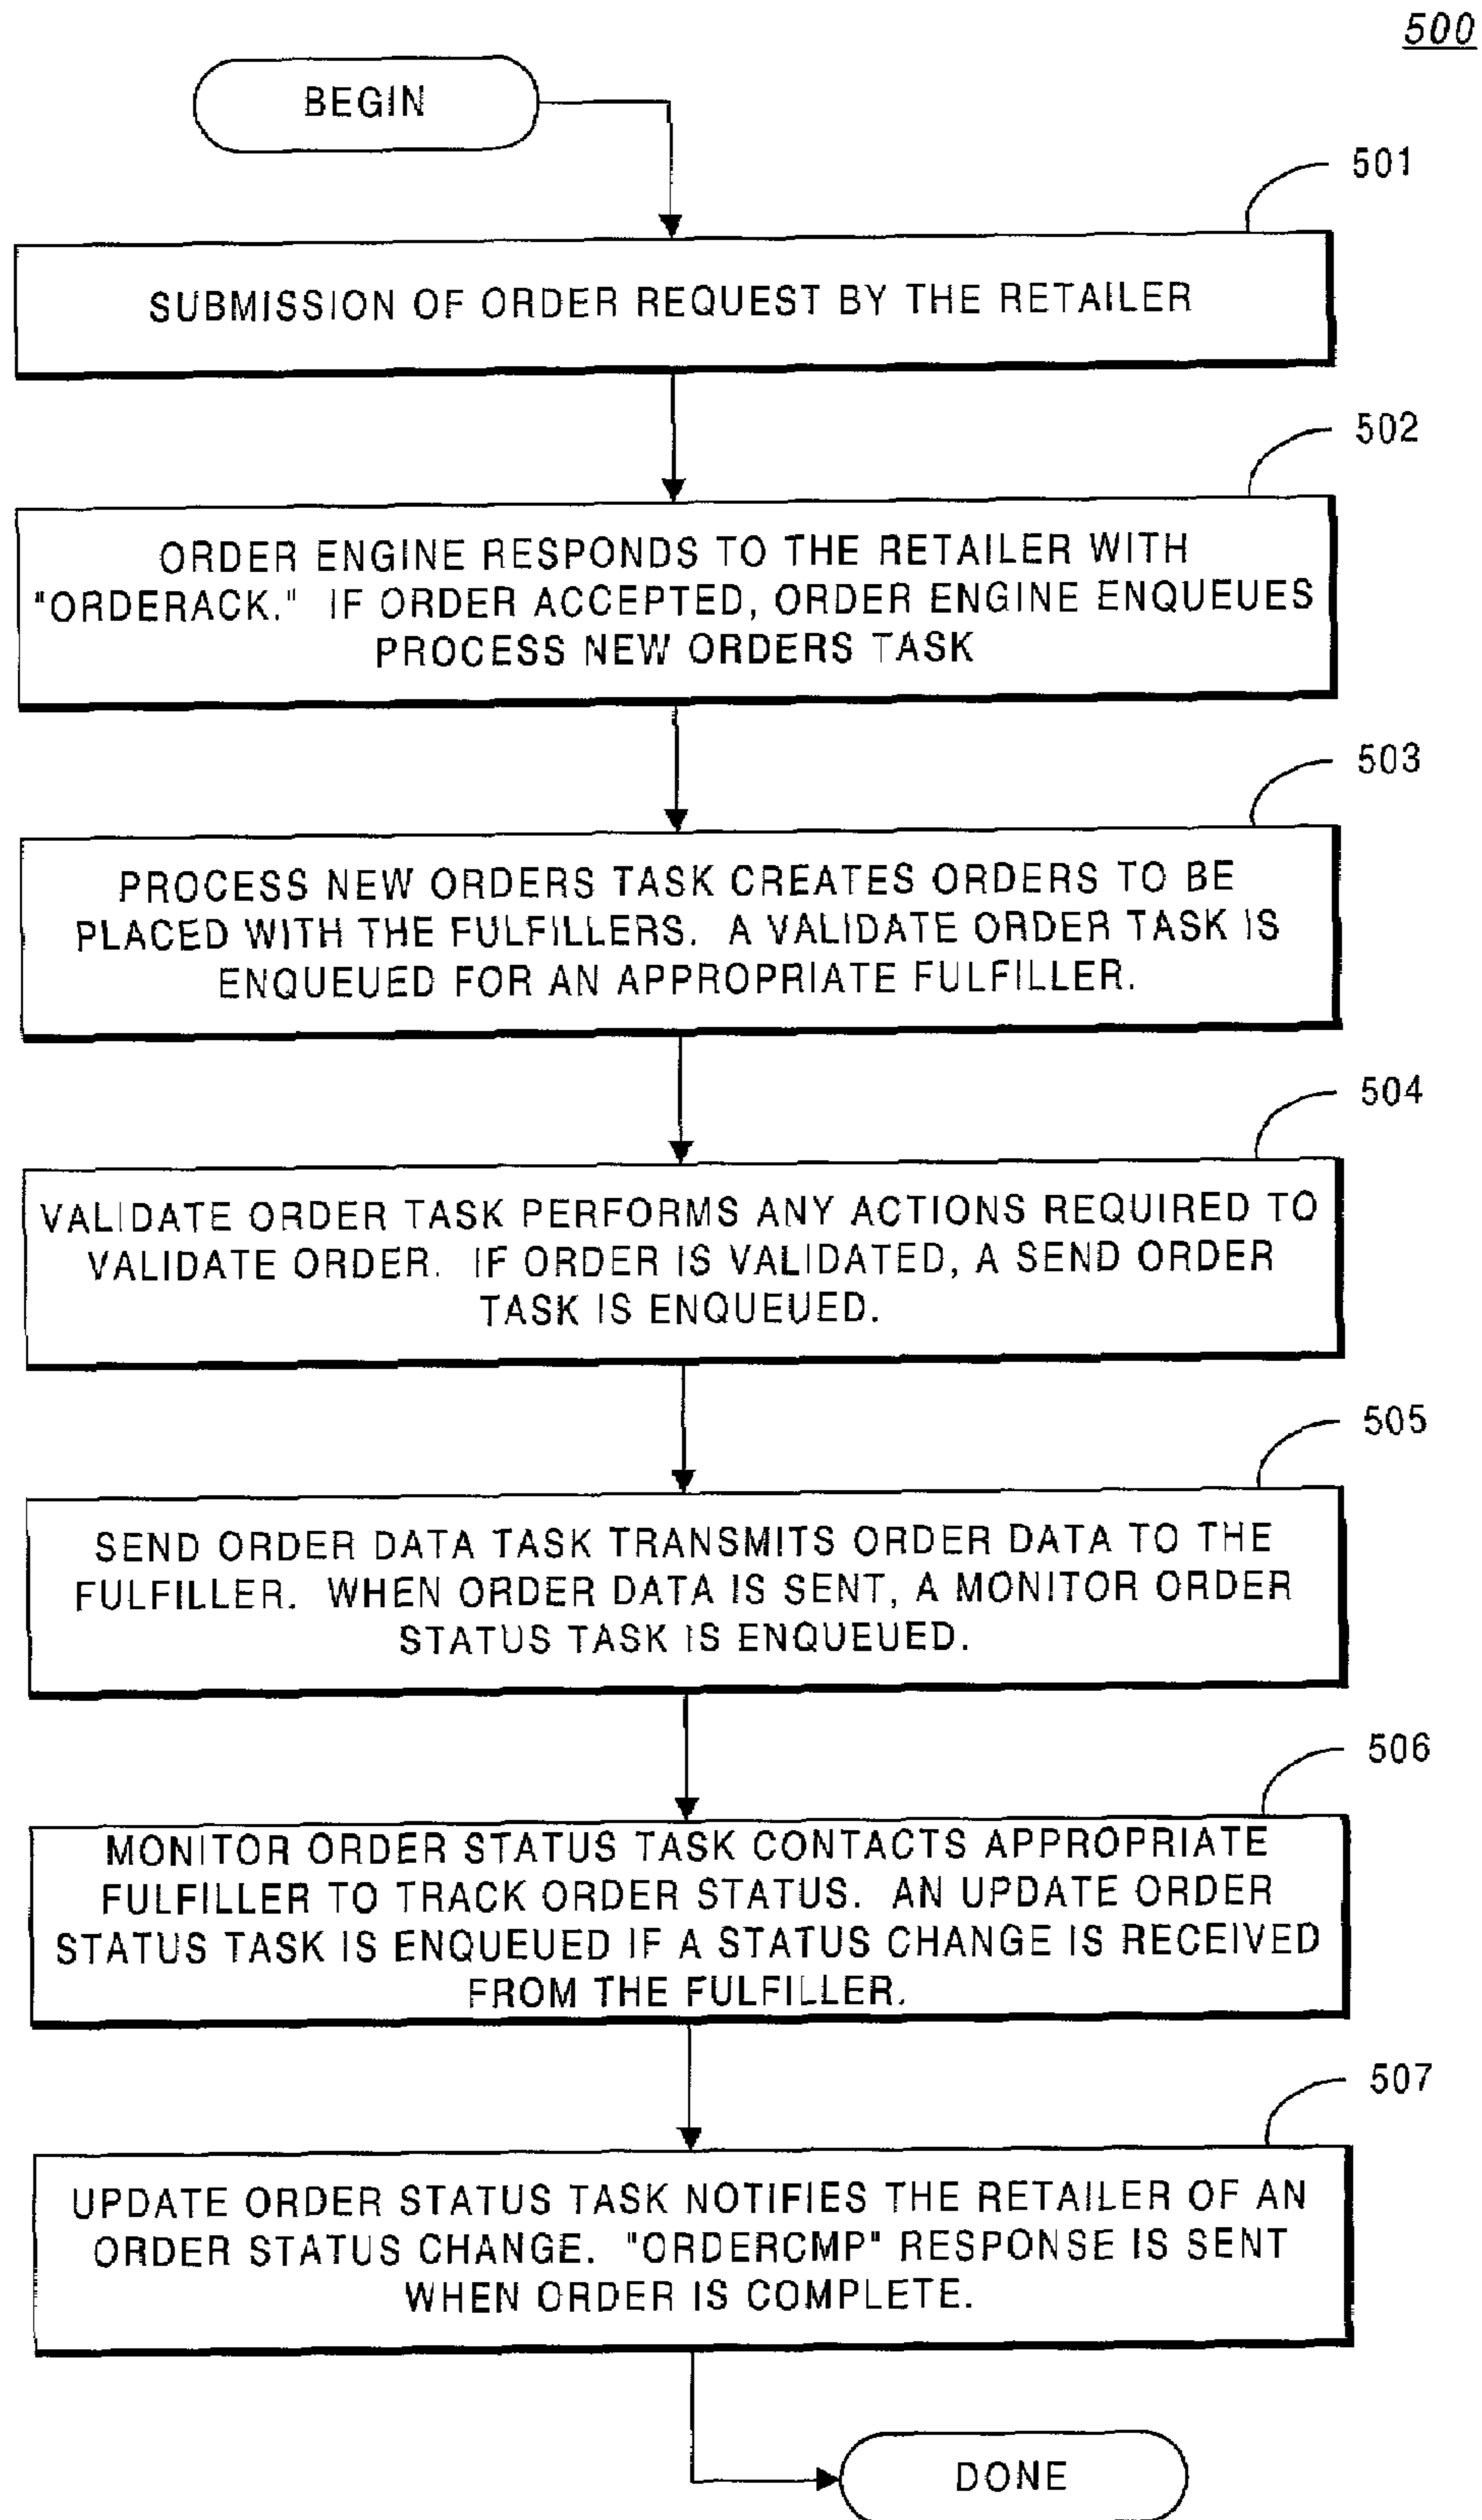 500
BEGIN
501
SUBMISSION OF ORDER REQUEST BY THE RETAILER
502
ORDER ENGINE RESPONDS TO THE RETAILER WITH
"ORDERACK." IF ORDER ACCEPTED, ORDER ENGINE ENQUEUES
PROCESS NEW ORDERS TASK
503
PROCESS NEW ORDERS TASK CREATES ORDERS TO BE
PLACED WITH THE FULFILLERS. A VALIDATE ORDER TASK IS
ENQUEUED FOR AN APPROPRIATE FULFILLER.
504
VALIDATE ORDER TASK PERFORMS ANY ACTIONS REQUIRED TO
VALIDATE ORDER. IF ORDER IS VALIDATED, A SEND ORDER
TASK IS ENQUEUED.
505
SEND ORDER DATA TASK TRANSMITS ORDER DATA TO THE
FULFILLER. WHEN ORDER DATA IS SENT, A MONITOR ORDER
STATUS TASK IS ENQUEUED.
506
MONITOR ORDER STATUS TASK CONTACTS APPROPRIATE
FULFILLER TO TRACK ORDER STATUS. AN UPDATE ORDER
STATUS TASK IS ENQUEUED IF A STATUS CHANGE IS RECEIVED
FROM THE FULFILLER.
507
UPDATE ORDER STATUS TASK NOTIFIES THE RETAILER OF AN
ORDER STATUS CHANGE. "ORDERCMP" RESPONSE IS SENT
WHEN ORDER IS COMPLETE.
DONE